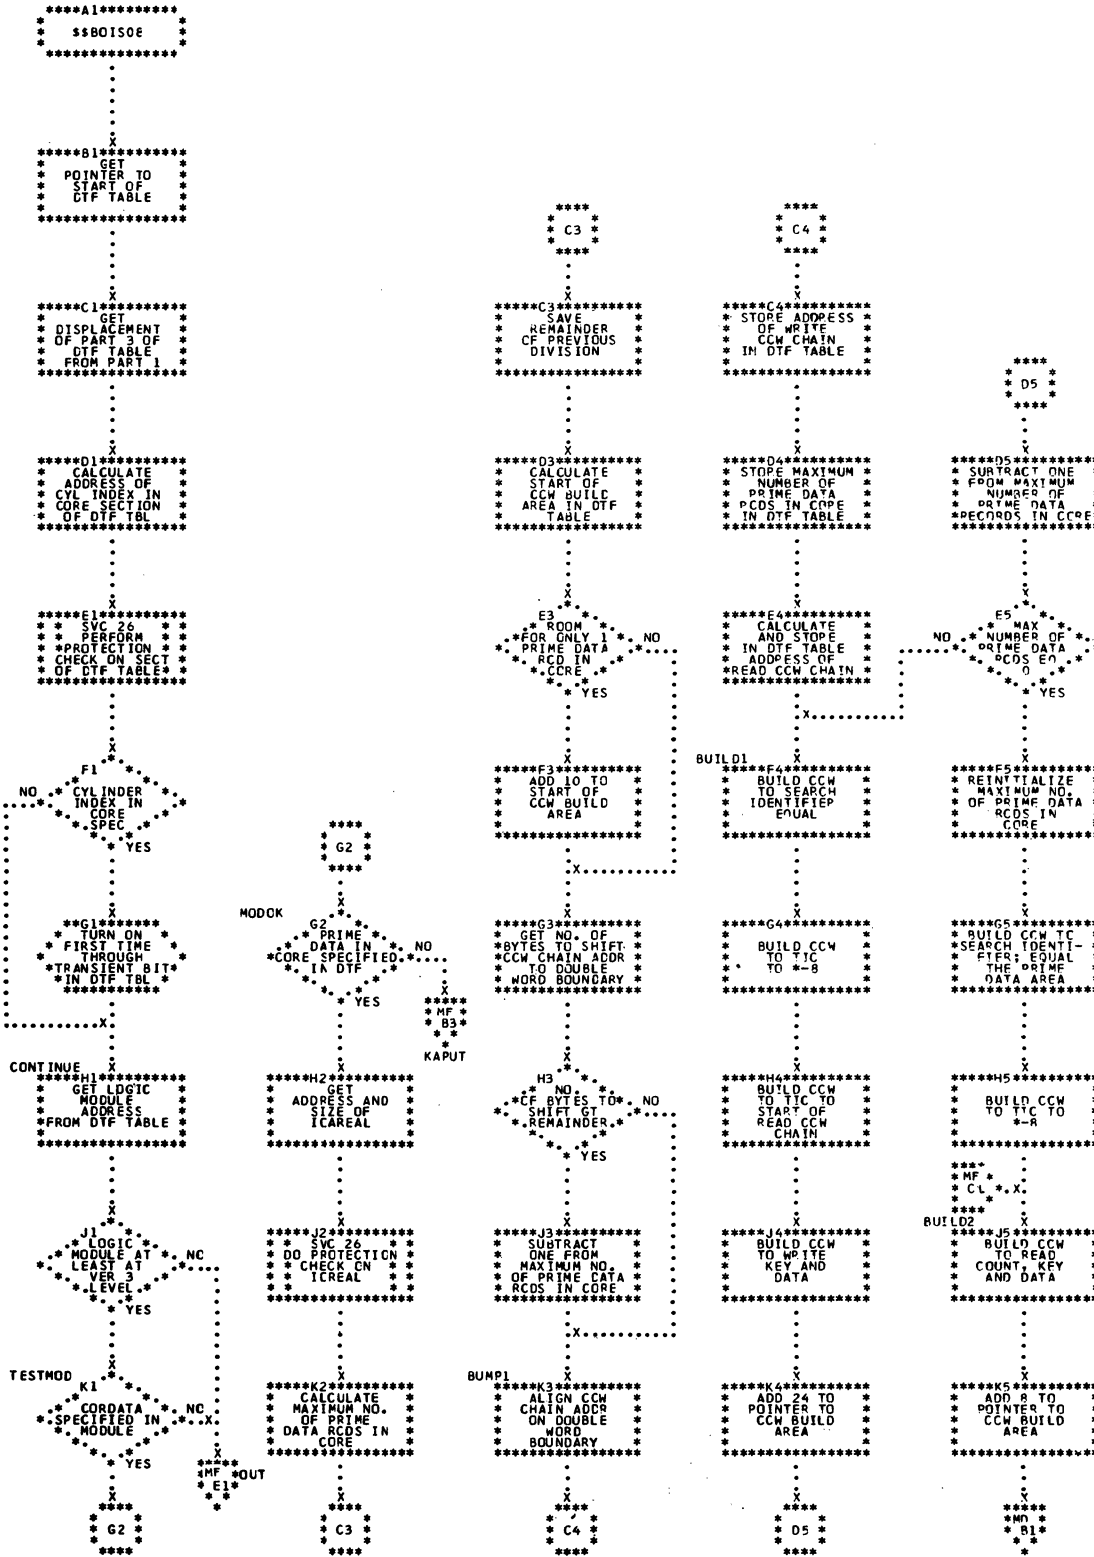 A1
$$BOIS08
B1
GET
POINTER TO
START OF
DTF TABLE
C1
GET
DISPLACEMENT
OF PART 3 OF
DTF TABLE
FROM PART 1
D1
CALCULATE
ADDRESS OF
CYL INDEX IN
CORE SECTION
OF DTF TBL
E1
SVC 26
PERFORM
PROTECTION
CHECK ON SECT
OF DTF TABLE
F1
CYLINDER
INDEX IN
CORE
SPEC
NO
YES
G1
TURN ON
FIRST TIME
THROUGH
TRANSIENT BIT
IN DTF TBL
CONTINUE
H1
GET LOGIC
MODULE
ADDRESS
FROM DTF TABLE
J1
LOGIC
MODULE AT
LEAST AT
VER 3
LEVEL
NO
YES
TESTMOD
K1
CORDATA
SPECIFIED IN
MODULE
NO
YES
MF
E1
OUT
G2
G2
MODOK
G2
PRIME
DATA IN
CORE SPECIFIED
IN DTF
NO
YES
MF
B3
KAPUT
H2
GET
ADDRESS AND
SIZE OF
ICAREAL
J2
SVC 26
DO PROTECTION
CHECK ON
ICREAL
K2
CALCULATE
MAXIMUM NO.
OF PRIME
DATA RCDS IN
CORE
C3
C3
C3
SAVE
REMAINDER
CF PREVIOUS
DIVISION
D3
CALCULATE
START OF
CCW BUILD
AREA IN DTF
TABLE
E3
ROOM
FOR ONLY 1
PRIME DATA
RCD IN
CORE
NO
YES
F3
ADD 10 TO
START OF
CCW BUILD
AREA
G3
GET NO. OF
BYTES TO SHIFT
CCW CHAIN ADDR
TO DOUBLE
WORD BOUNDARY
H3
NO.
CF BYTES TO
SHIFT GT
REMAINDER
NO
YES
J3
SUBTRACT
ONE FROM
MAXIMUM NO.
OF PRIME CATA
RCDS IN CORE
BUMP1
K3
ALIGN CCW
CHAIN ADDR
ON DOUBLE
WORD
BOUNDARY
C4
C4
C4
STORE ADDRESS
OF WRITE
CCW CHAIN
IN DTF TABLE
D4
STOPE MAXIMUM
NUMBER OF
PRIME DATA
PCDS IN COPE
IN DTF TABLE
E4
CALCULATE
AND STOPE
IN DTF TABLE
ADDRESS OF
READ CCW CHAIN
BUILD1
F4
BUILD CCW
TO SEARCH
IDENTIFIEP
EQUAL
G4
BUILD CCW
TO TIC
TO *-8
H4
BUILD CCW
TO TIC TO
START OF
READ CCW
CHAIN
J4
BUILD CCW
TO WRITE
KEY AND
DATA
K4
ADD 24 TO
POINTER TO
CCW BUILD
AREA
D5
D5
D5
SUBTRACT ONE
FROM MAXIMUM
NUMBER OF
PRIME DATA
RECORDS IN CCRE
E5
MAX
NUMBER OF
PRIME DATA
RCDS EQ
0
NO
YES
F5
REINITIALIZE
MAXIMUM NO.
OF PRIME DATA
RCDS IN
CORE
G5
BUILD CCW TC
SEARCH IDENTI-
FIER; EQUAL
THE PRIME
DATA AREA
H5
BUILD CCW
TO TIC TO
*-8
MF
C1
BUILD2
J5
BUILD CCW
TO READ
COUNT, KEY
AND DATA
K5
ADD 8 TO
POINTER TO
CCW BUILD
AREA
MD
B1